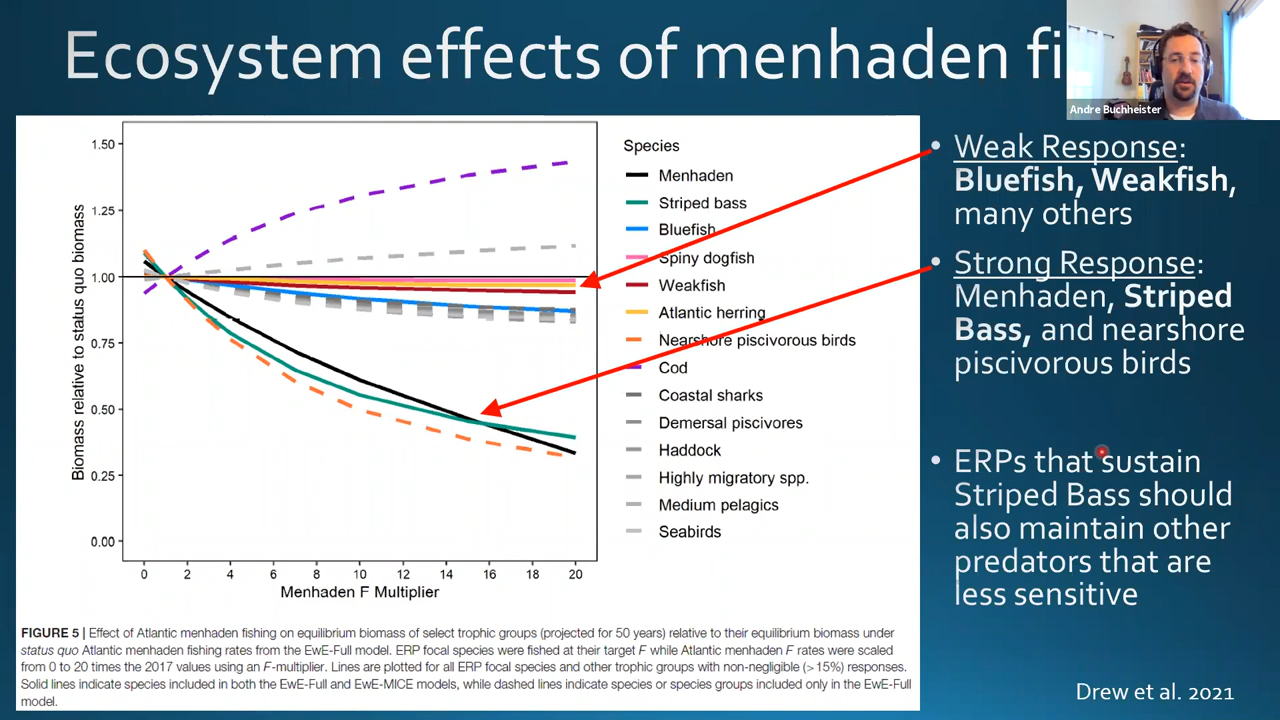 Ecosystem effects of menhaden fi
Andre Buchheister
Biomass relative to status quo biomass
1.50
1.25
1.00
0.75
0.50
0.25
0.00
0 2 4 6 8 10 12 14 16 18 20
Menhaden F Multiplier
Species
Menhaden
Striped bass
Bluefish
Spiny dogfish
Weakfish
Atlantic herring
Nearshore piscivorous birds
Cod
Coastal sharks
Demersal piscivores
Haddock
Highly migratory spp.
Medium pelagics
Seabirds
FIGURE 5 | Effect of Atlantic menhaden fishing on equilibrium biomass of select trophic groups (projected for 50 years) relative to their equilibrium biomass under
status quo Atlantic menhaden fishing rates from the EwE-Full model. ERP focal species were fished at their target F while Atlantic menhaden F rates were scaled
from 0 to 20 times the 2017 values using an F-multiplier. Lines are plotted for all ERP focal species and other trophic groups with non-negligible (>15%) responses.
Solid lines indicate species included in both the EwE-Full and EwE-MICE models, while dashed lines indicate species or species groups included only in the EwE-Full
model.
• Weak Response:
Bluefish, Weakfish,
many others
• Strong Response:
Menhaden, Striped
Bass, and nearshore
piscivorous birds
• ERPs that sustain
Striped Bass should
also maintain other
predators that are
less sensitive
Drew et al. 2021